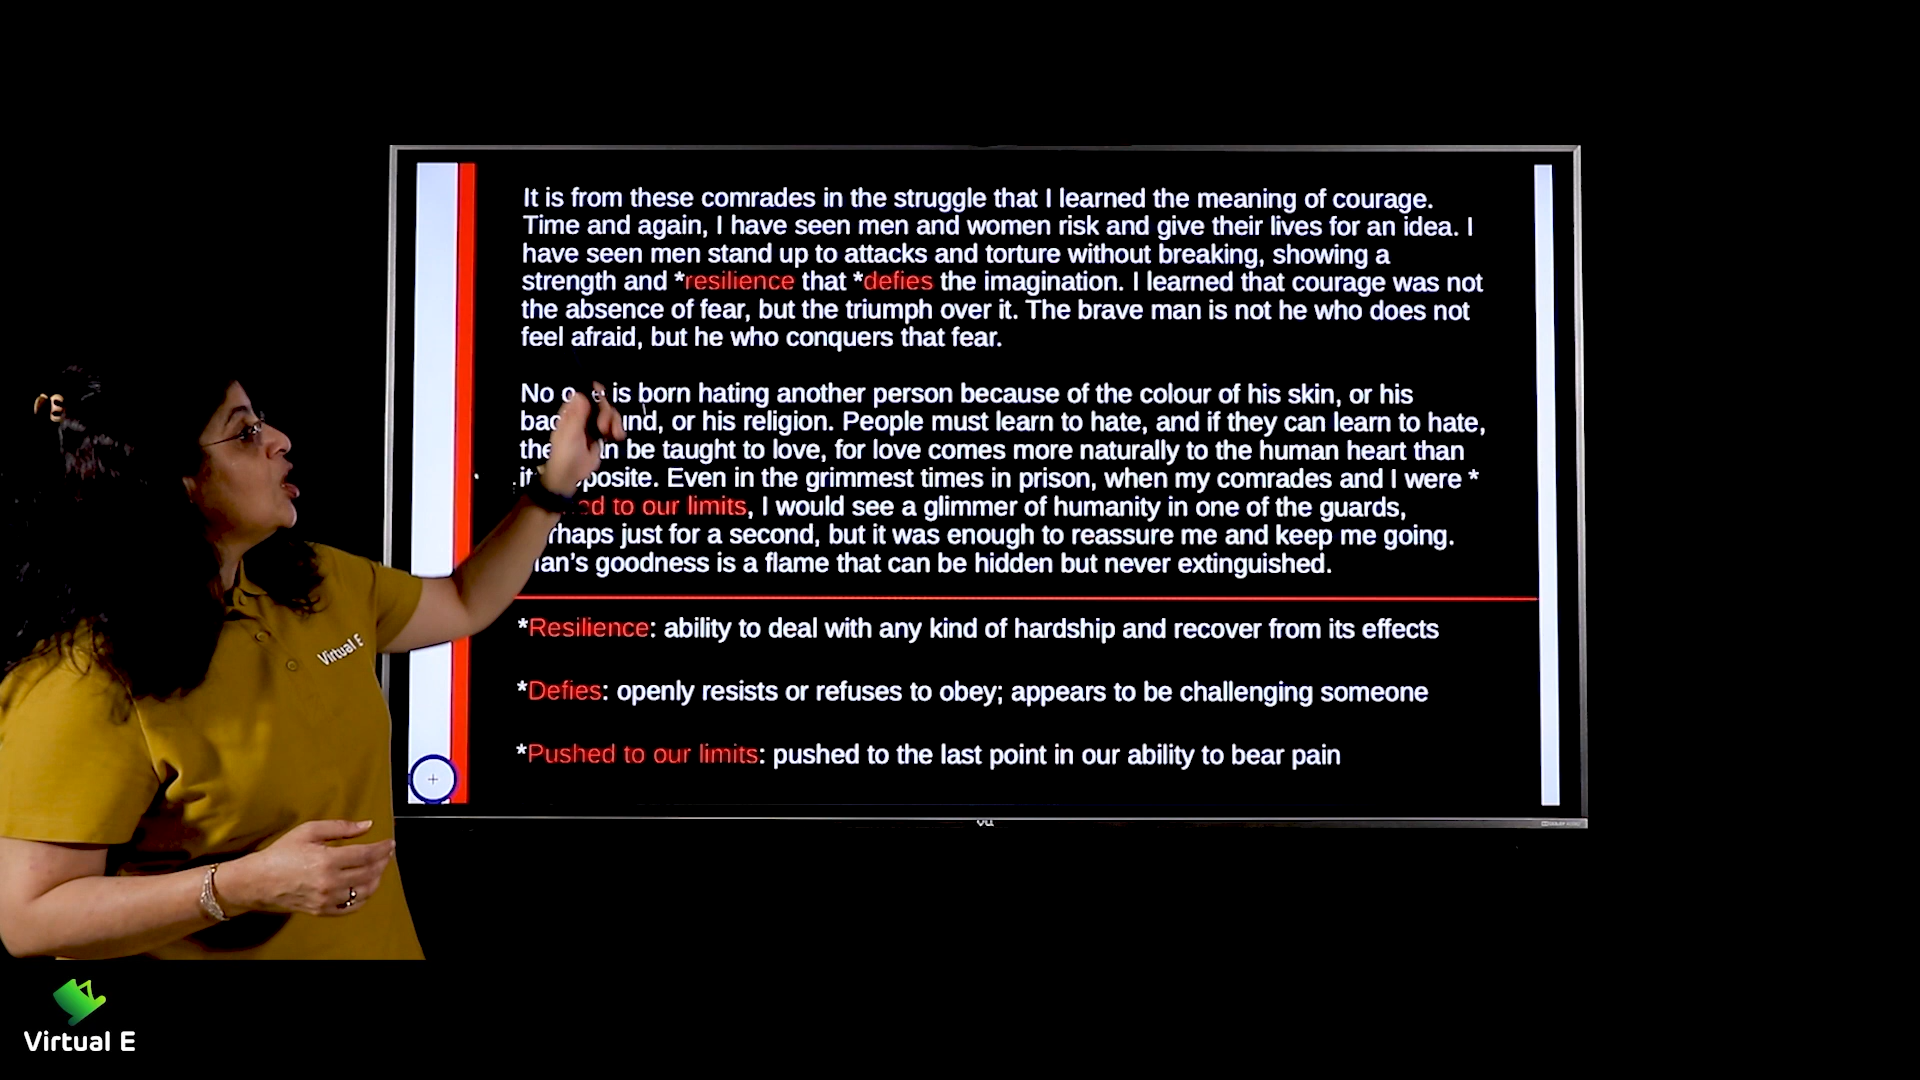 It is from these comrades in the struggle that I learned the meaning of courage.
Time and again, I have seen men and women risk and give their lives for an idea. I
have seen men stand up to attacks and torture without breaking, showing a
strength and *resilience that *defies the imagination. I learned that courage was not
the absence of fear, but the triumph over it. The brave man is not he who does not
feel afraid, but he who conquers that fear.
No is born hating another person because of the colour of his skin, or his
or his religion. People must learn to hate, and if they can learn to hate,
be taught to love, for love comes more naturally to the human heart than
Even in the grimmest times in prison, when my comrades and I were *
to our limits, I would see a glimmer of humanity in one of the guards,
just for a second, but it was enough to reassure me and keep me going.
goodness is a flame that can be hidden but never extinguished.
*Resilience: ability to deal with any kind of hardship and recover from its effects
*Defies: openly resists or refuses to obey; appears to be challenging someone
*Pushed to our limits: pushed to the last point in our ability to bear pain
Virtual E
Virtual E